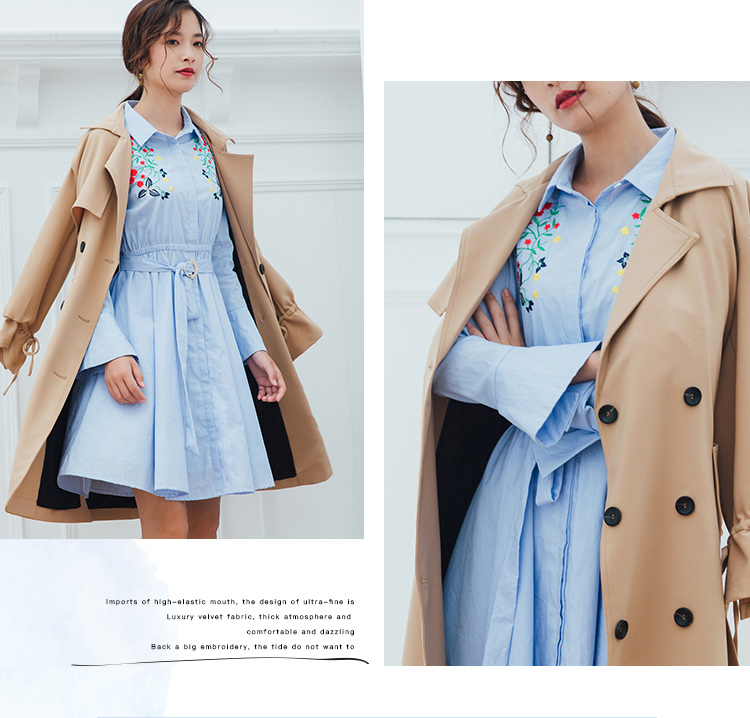 Imports of high-elastic mouth, the design of ultra-fine is
Luxury velvet fabric, thick atmosphere and
comfortable and dazzling
Back a big embroidery, the tide do not want to